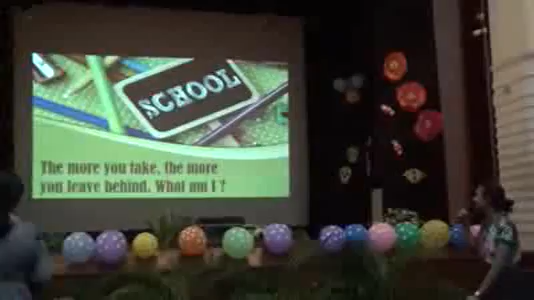 SCHOOL
The more you take, the more
you leave behind. What am I ?